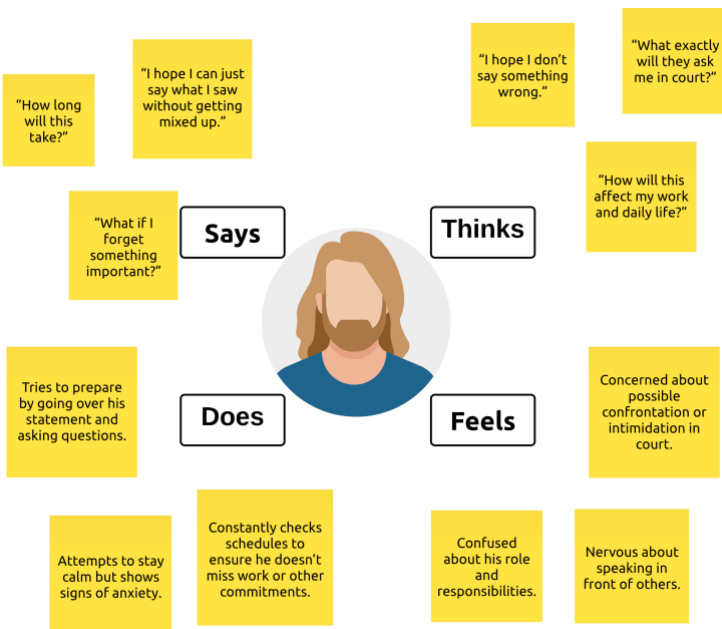 “How long
will this
take?”
“I hope I can just
say what I saw
without getting
mixed up.”
“What if I
forget
something
important?”
Says
“I hope I don’t
say something
wrong.”
“What exactly
will they ask
me in court?”
“How will this
affect my work
and daily life?”
Thinks
Tries to prepare
by going over his
statement and
asking questions.
Does
Attempts to stay
calm but shows
signs of anxiety.
Constantly checks
schedules to
ensure he doesn’t
miss work or other
commitments.
Feels
Concerned about
possible
confrontation or
intimidation in
court.
Confused
about his role
and
responsibilities.
Nervous about
speaking in
front of others.